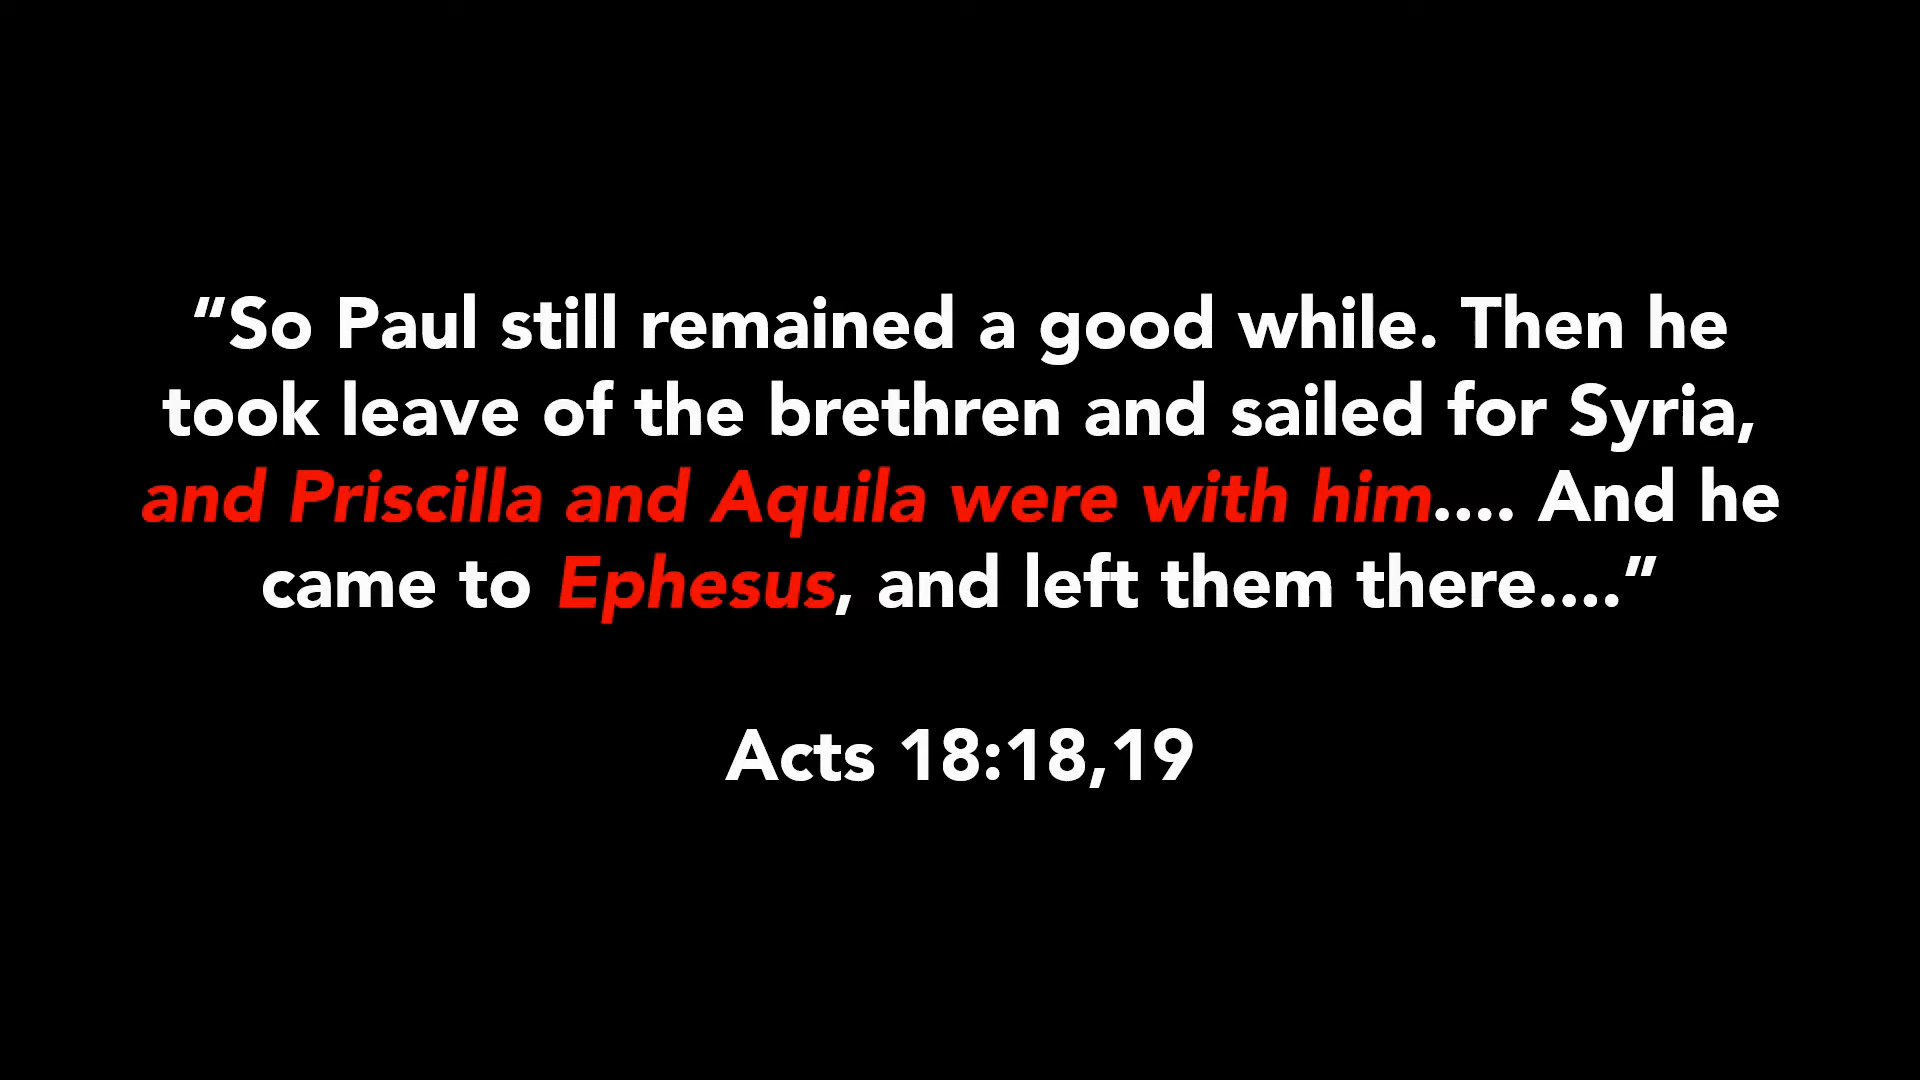 “So Paul still remained a good while. Then he
took leave of the brethren and sailed for Syria,
and Priscilla and Aquila were with him.... And he
came to Ephesus, and left them there....”
Acts 18:18,19